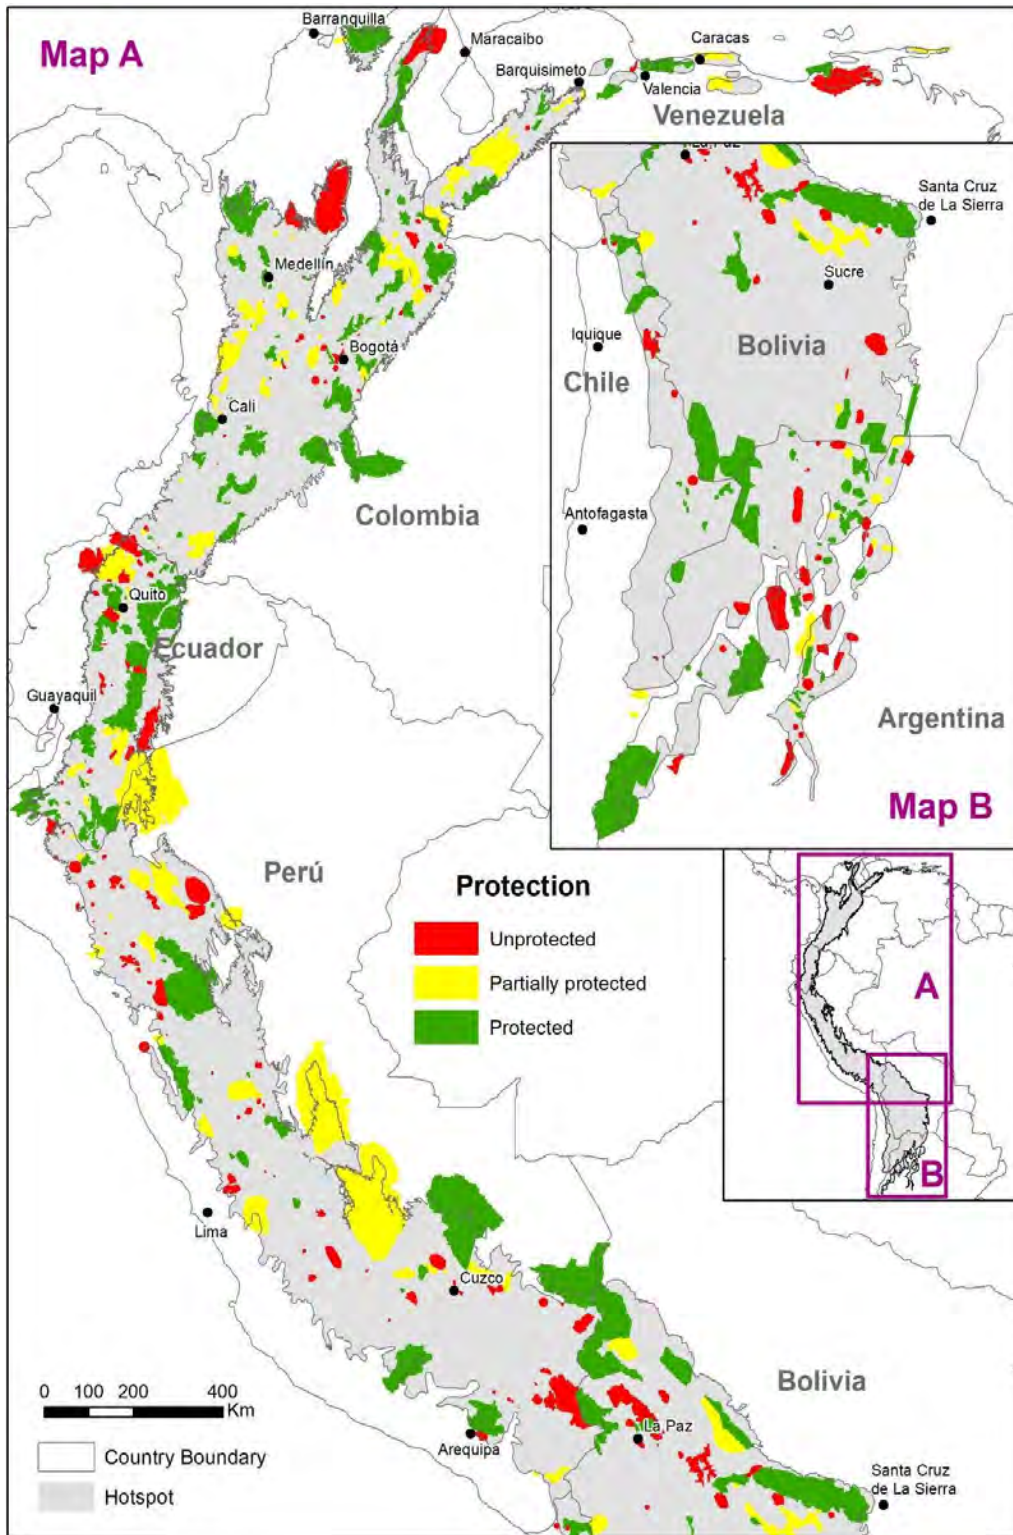 Map A
Barranquilla
Maracaibo
Caracas
Barquisimeto
Valencia
Venezuela
Medellín
Bogotá
Cali
Colombia
Quito
Ecuador
Guayaquil
Perú
Protection
Unprotected
Partially protected
Protected
Lima
Cuzco
Bolivia
Arequipa
La Paz
Santa Cruz
de La Sierra
0 100 200 400
Km
Country Boundary
Hotspot
La Paz
Santa Cruz
de La Sierra
Sucre
Iquique
Bolivia
Chile
Antofagasta
Argentina
Map B
A
B